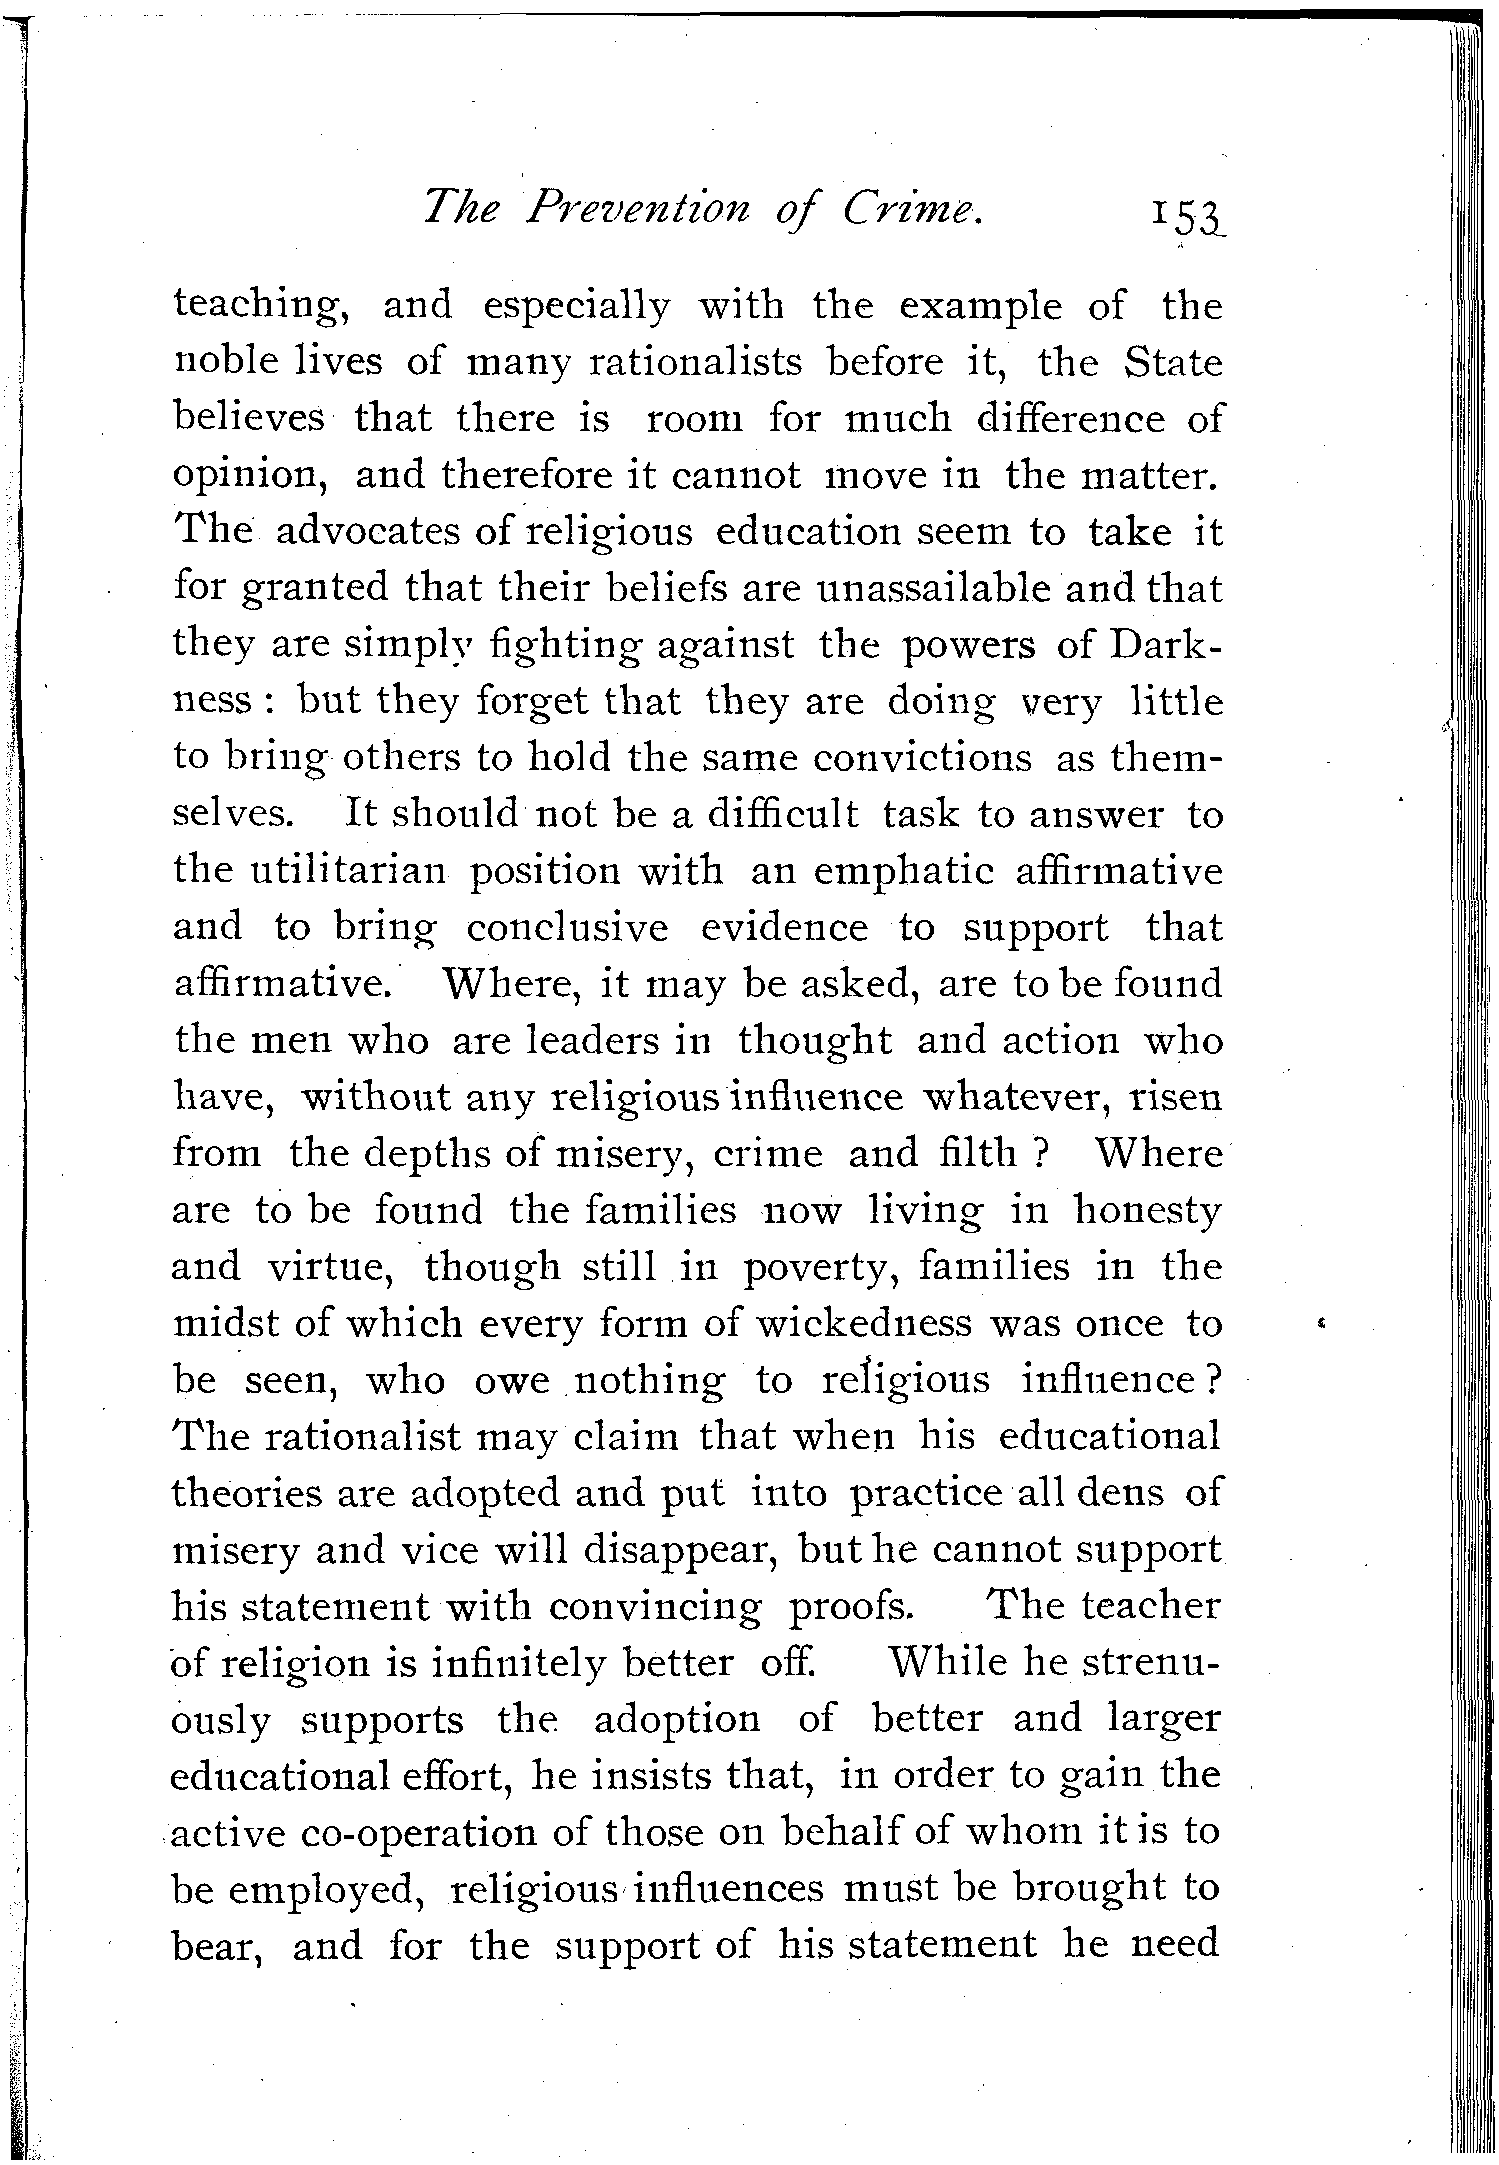 The Prevention of Crime. 153
teaching, and especially with the example of the
noble lives of many rationalists before it, the State
believes that there is room for much difference of
opinion, and therefore it cannot move in the matter.
The advocates of religious education seem to take it
for granted that their beliefs are unassailable and that
they are simply fighting against the powers of Dark-
ness : but they forget that they are doing very little
to bring others to hold the same convictions as them-
selves. It should not be a difficult task to answer to
the utilitarian position with an emphatic affirmative
and to bring conclusive evidence to support that
affirmative. Where, it may be asked, are to be found
the men who are leaders in thought and action who
have, without any religious influence whatever, risen
from the depths of misery, crime and filth ? Where
are to be found the families now living in honesty
and virtue, though still in poverty, families in the
midst of which every form of wickedness was once to
be seen, who owe nothing to religious influence ?
The rationalist may claim that when his educational
theories are adopted and put into practice all dens of
misery and vice will disappear, but he cannot support
his statement with convincing proofs. The teacher
of religion is infinitely better off. While he strenu-
ously supports the adoption of better and larger
educational effort, he insists that, in order to gain the
active co-operation of those on behalf of whom it is to
be employed, religious influences must be brought to
bear, and for the support of his statement he need